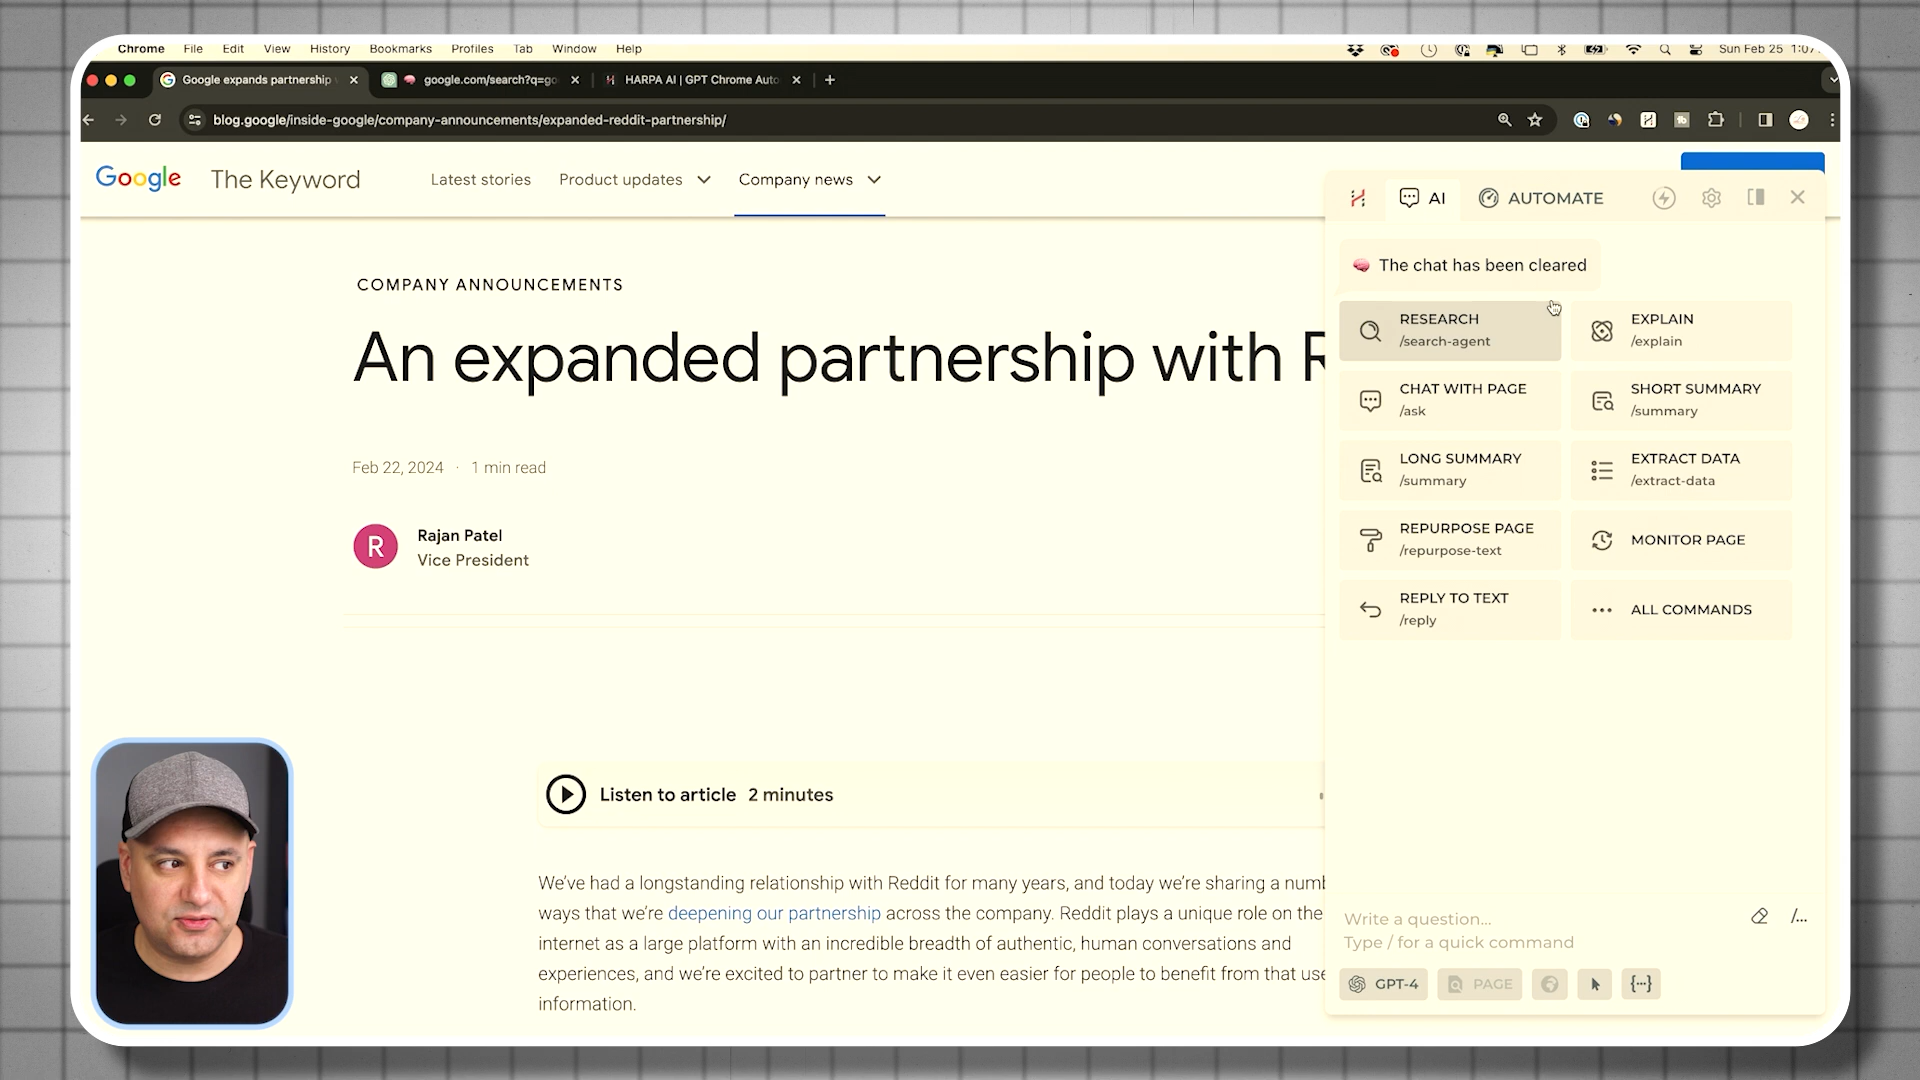 Chrome File Edit View History Bookmarks Profiles Tab Window Help
Sun Feb 25 1:07
Google expands partnership
google.com/search?q=go
HARPA AI | GPT Chrome Auto
blog.google/inside-google/company-announcements/expanded-reddit-partnership/
Google The Keyword Latest stories Product updates Company news
COMPANY ANNOUNCEMENTS
An expanded partnership with R
Feb 22, 2024 · 1 min read
R
Rajan Patel
Vice President
Listen to article 2 minutes
We've had a longstanding relationship with Reddit for many years, and today we're sharing a numb
ways that we're deepening our partnership across the company. Reddit plays a unique role on the
internet as a large platform with an incredible breadth of authentic, human conversations and
experiences, and we're excited to partner to make it even easier for people to benefit from that use
information.
AI AUTOMATE
The chat has been cleared
RESEARCH
/search-agent
EXPLAIN
/explain
CHAT WITH PAGE
/ask
SHORT SUMMARY
/summary
LONG SUMMARY
/summary
EXTRACT DATA
/extract-data
REPURPOSE PAGE
/repurpose-text
MONITOR PAGE
REPLY TO TEXT
/reply
ALL COMMANDS
Write a question...
Type / for a quick command
/...
GPT-4 PAGE {...}